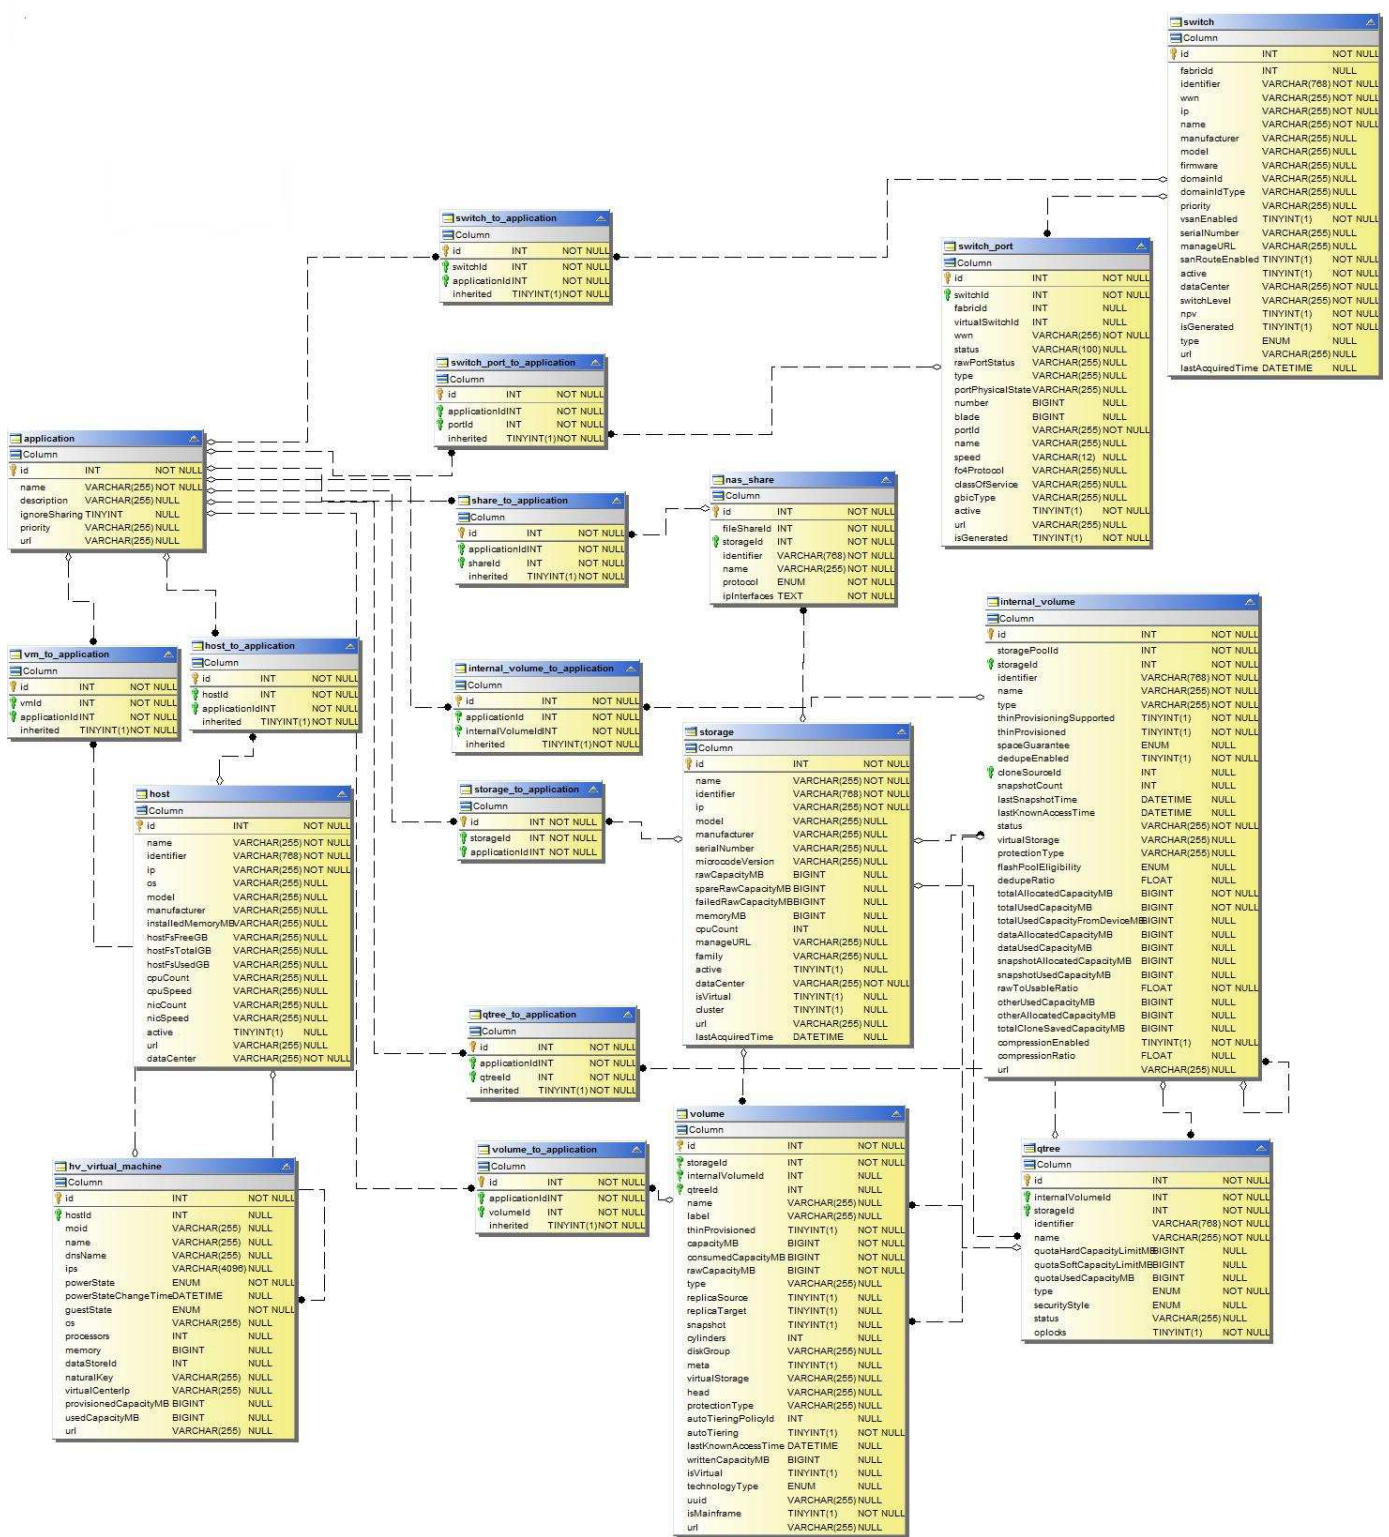 switch
Column
id INT NOT NULL
fabricId INT NULL
identifier VARCHAR(768) NOT NULL
wwn VARCHAR(255) NOT NULL
ip VARCHAR(255) NOT NULL
name VARCHAR(255) NOT NULL
manufacturer VARCHAR(255) NULL
model VARCHAR(255) NULL
firmware VARCHAR(255) NULL
domainId VARCHAR(255) NULL
domainIdType VARCHAR(255) NULL
priority VARCHAR(255) NULL
vsanEnabled TINYINT(1) NOT NULL
serialNumber VARCHAR(255) NULL
manageURL VARCHAR(255) NULL
sanRouteEnabled TINYINT(1) NOT NULL
active TINYINT(1) NOT NULL
dataCenter VARCHAR(255) NOT NULL
switchLevel VARCHAR(255) NULL
npv TINYINT(1) NOT NULL
isGenerated TINYINT(1) NOT NULL
type ENUM NULL
url VARCHAR(255) NULL
lastAcquiredTime DATETIME NULL
switch_to_application
Column
id INT NOT NULL
switchId INT NOT NULL
applicationId INT NOT NULL
inherited TINYINT(1) NOT NULL
switch_port
Column
id INT NOT NULL
switchId INT NOT NULL
fabricId INT NULL
virtualSwitchId INT NULL
wwn VARCHAR(255) NOT NULL
status VARCHAR(100) NULL
rawPortStatus VARCHAR(255) NULL
type VARCHAR(255) NULL
portPhysicalState VARCHAR(255) NULL
number BIGINT NULL
blade BIGINT NULL
portId VARCHAR(255) NOT NULL
name VARCHAR(255) NULL
speed VARCHAR(12) NULL
fc4Protocol VARCHAR(255) NULL
classOfService VARCHAR(255) NULL
gbicType VARCHAR(255) NULL
active TINYINT(1) NOT NULL
url VARCHAR(255) NULL
isGenerated TINYINT(1) NOT NULL
switch_port_to_application
Column
id INT NOT NULL
applicationId INT NOT NULL
portId INT NOT NULL
inherited TINYINT(1) NOT NULL
application
Column
id INT NOT NULL
name VARCHAR(255) NOT NULL
description VARCHAR(255) NULL
ignoreSharing TINYINT NULL
priority VARCHAR(255) NULL
url VARCHAR(255) NULL
share_to_application
Column
id INT NOT NULL
applicationId INT NOT NULL
shareId INT NOT NULL
inherited TINYINT(1) NOT NULL
nas_share
Column
id INT NOT NULL
fileShareId INT NOT NULL
storageId INT NOT NULL
identifier VARCHAR(768) NOT NULL
name VARCHAR(255) NOT NULL
protocol ENUM NOT NULL
ipInterfaces TEXT NOT NULL
internal_volume
Column
id INT NOT NULL
storagePoolId INT NOT NULL
storageId INT NOT NULL
identifier VARCHAR(768) NOT NULL
name VARCHAR(255) NOT NULL
type VARCHAR(255) NOT NULL
thinProvisioningSupported TINYINT(1) NOT NULL
thinProvisioned TINYINT(1) NOT NULL
spaceGuarantee ENUM NULL
dedupeEnabled TINYINT(1) NOT NULL
cloneSourceId INT NULL
snapshotCount INT NULL
lastSnapshotTime DATETIME NULL
lastKnownAccessTime DATETIME NULL
status VARCHAR(255) NOT NULL
virtualStorage VARCHAR(255) NULL
protectionType VARCHAR(255) NULL
flashPoolEligibility ENUM NULL
dedupeRatio FLOAT NULL
totalAllocatedCapacityMB BIGINT NOT NULL
totalUsedCapacityMB BIGINT NOT NULL
totalUsedCapacityFromDeviceMB BIGINT NULL
dataAllocatedCapacityMB BIGINT NULL
dataUsedCapacityMB BIGINT NULL
snapshotAllocatedCapacityMB BIGINT NULL
snapshotUsedCapacityMB BIGINT NULL
rawToUsableRatio FLOAT NOT NULL
otherUsedCapacityMB BIGINT NULL
otherAllocatedCapacityMB BIGINT NULL
totalCloneSavedCapacityMB BIGINT NULL
compressionEnabled TINYINT(1) NOT NULL
compressionRatio FLOAT NULL
url VARCHAR(255) NULL
vm_to_application
Column
id INT NOT NULL
vmId INT NOT NULL
applicationId INT NOT NULL
inherited TINYINT(1) NOT NULL
host_to_application
Column
id INT NOT NULL
hostId INT NOT NULL
applicationId INT NOT NULL
inherited TINYINT(1) NOT NULL
internal_volume_to_application
Column
id INT NOT NULL
applicationId INT NOT NULL
internalVolumeId INT NOT NULL
inherited TINYINT(1) NOT NULL
storage
Column
id INT NOT NULL
name VARCHAR(255) NOT NULL
identifier VARCHAR(768) NOT NULL
ip VARCHAR(255) NOT NULL
model VARCHAR(255) NULL
manufacturer VARCHAR(255) NULL
serialNumber VARCHAR(255) NULL
microcodeVersion VARCHAR(255) NULL
rawCapacityMB BIGINT NULL
spareRawCapacityMB BIGINT NULL
failedRawCapacityMB BIGINT NULL
memoryMB BIGINT NULL
cpuCount INT NULL
manageURL VARCHAR(255) NULL
family VARCHAR(255) NULL
active TINYINT(1) NULL
dataCenter VARCHAR(255) NOT NULL
isVirtual TINYINT(1) NULL
cluster TINYINT(1) NULL
url VARCHAR(255) NULL
lastAcquiredTime DATETIME NULL
host
Column
id INT NOT NULL
name VARCHAR(255) NOT NULL
identifier VARCHAR(768) NOT NULL
ip VARCHAR(255) NOT NULL
os VARCHAR(255) NULL
model VARCHAR(255) NULL
manufacturer VARCHAR(255) NULL
installedMemoryMB VARCHAR(255) NULL
hostFsFreeGB VARCHAR(255) NULL
hostFsTotalGB VARCHAR(255) NULL
hostFsUsedGB VARCHAR(255) NULL
cpuCount VARCHAR(255) NULL
cpuSpeed VARCHAR(255) NULL
nicCount VARCHAR(255) NULL
nicSpeed VARCHAR(255) NULL
active TINYINT(1) NULL
url VARCHAR(255) NULL
dataCenter VARCHAR(255) NOT NULL
storage_to_application
Column
id INT NOT NULL
storageId INT NOT NULL
applicationId INT NOT NULL
qtree_to_application
Column
id INT NOT NULL
applicationId INT NOT NULL
qtreeId INT NOT NULL
inherited TINYINT(1) NOT NULL
volume
Column
id INT NOT NULL
storageId INT NOT NULL
internalVolumeId INT NULL
qtreeId INT NULL
name VARCHAR(255) NULL
label VARCHAR(255) NULL
thinProvisioned TINYINT(1) NOT NULL
capacityMB BIGINT NOT NULL
consumedCapacityMB BIGINT NOT NULL
rawCapacityMB BIGINT NOT NULL
type VARCHAR(255) NULL
replicaSource TINYINT(1) NULL
replicaTarget TINYINT(1) NULL
snapshot TINYINT(1) NULL
cylinders INT NULL
diskGroup VARCHAR(255) NULL
meta TINYINT(1) NULL
virtualStorage VARCHAR(255) NULL
head VARCHAR(255) NULL
protectionType VARCHAR(255) NULL
autoTieringPolicyId INT NULL
autoTiering TINYINT(1) NOT NULL
lastKnownAccessTime DATETIME NULL
writtenCapacityMB BIGINT NULL
isVirtual TINYINT(1) NULL
technologyType ENUM NULL
uuid VARCHAR(255) NULL
isMainframe TINYINT(1) NOT NULL
url VARCHAR(255) NULL
volume_to_application
Column
id INT NOT NULL
applicationId INT NOT NULL
volumeId INT NOT NULL
inherited TINYINT(1) NOT NULL
qtree
Column
id INT NOT NULL
internalVolumeId INT NOT NULL
storageId INT NOT NULL
identifier VARCHAR(768) NOT NULL
name VARCHAR(255) NOT NULL
quotaHardCapacityLimitMB BIGINT NULL
quotaSoftCapacityLimitMB BIGINT NULL
quotaUsedCapacityMB BIGINT NULL
type ENUM NOT NULL
securityStyle ENUM NULL
status VARCHAR(255) NULL
oplocks TINYINT(1) NOT NULL
hv_virtual_machine
Column
id INT NOT NULL
hostId INT NULL
moid VARCHAR(255) NULL
name VARCHAR(255) NULL
dnsName VARCHAR(255) NULL
ips VARCHAR(4096) NULL
powerState ENUM NOT NULL
powerStateChangeTime DATETIME NULL
guestState ENUM NOT NULL
os VARCHAR(255) NULL
processors INT NULL
memory BIGINT NULL
dataStoreId INT NULL
naturalKey VARCHAR(255) NULL
virtualCenterIp VARCHAR(255) NULL
provisionedCapacityMB BIGINT NULL
usedCapacityMB BIGINT NULL
url VARCHAR(255) NULL